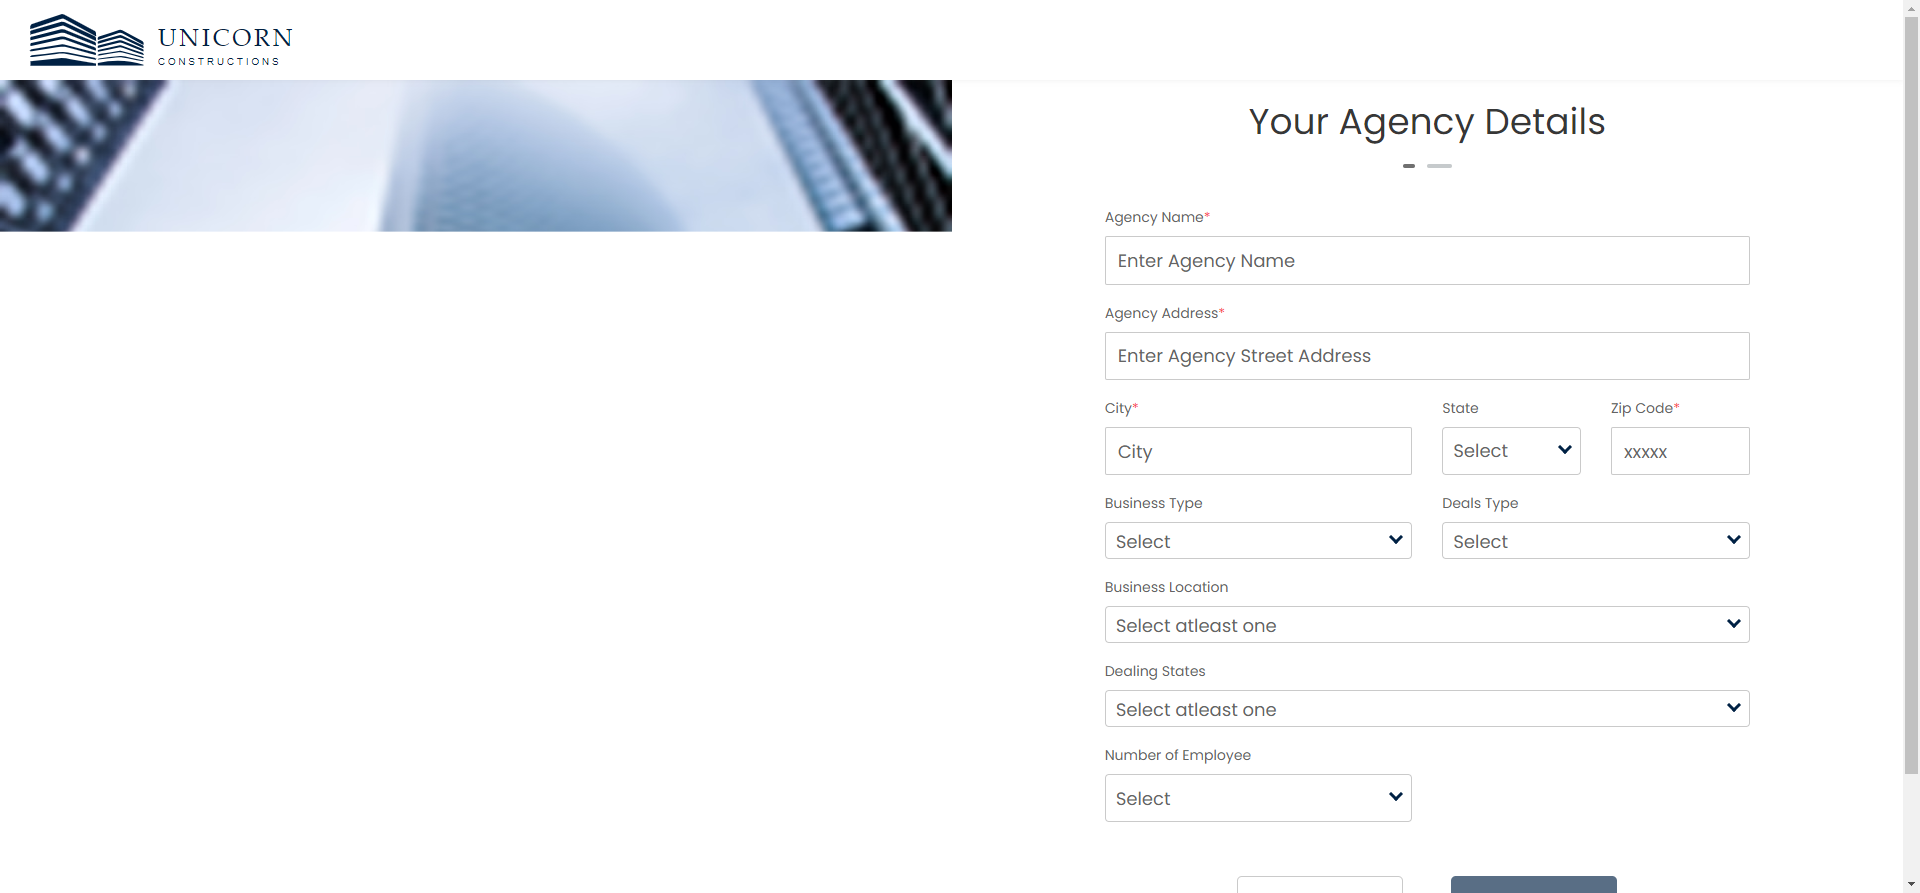 UNICORN
CONSTRUCTIONS
Your Agency Details
Agency Name*
Enter Agency Name
Agency Address*
Enter Agency Street Address
City*
State
Zip Code*
City
Select
xxxxx
Business Type
Deals Type
Select
Select
Business Location
Select atleast one
Dealing States
Select atleast one
Number of Employee
Select